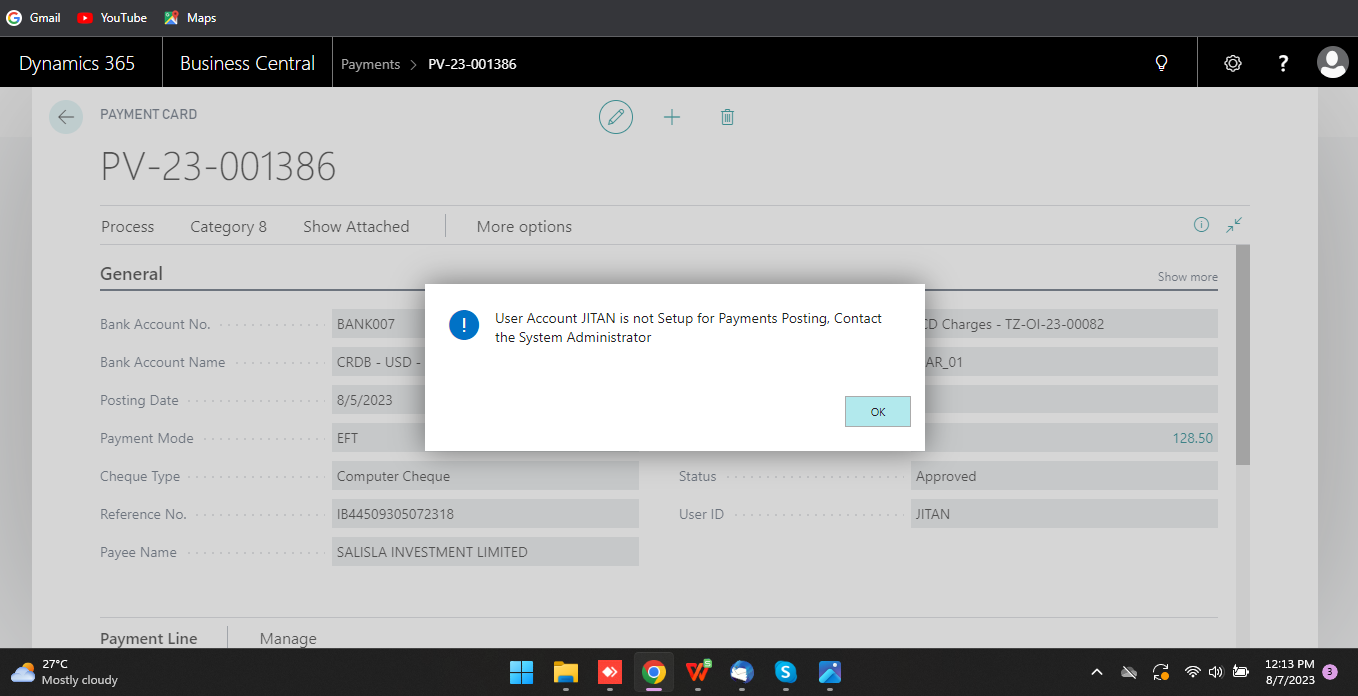 Gmail YouTube Maps
Dynamics 365 Business Central Payments > PV-23-001386 ?
PAYMENT CARD
PV-23-001386
Process Category 8 Show Attached More options
General Show more
Bank Account No. BANK007 CD Charges - TZ-OI-23-00082
Bank Account Name CRDB - USD - AR_01
Posting Date 8/5/2023
Payment Mode EFT 128.50
User Account JITAN is not Setup for Payments Posting, Contact
the System Administrator
OK
Cheque Type Computer Cheque Status Approved
Reference No. IB44509305072318 User ID JITAN
Payee Name SALISLA INVESTMENT LIMITED
Payment Line Manage
27°C
Mostly cloudy
12:13 PM
8/7/2023 3